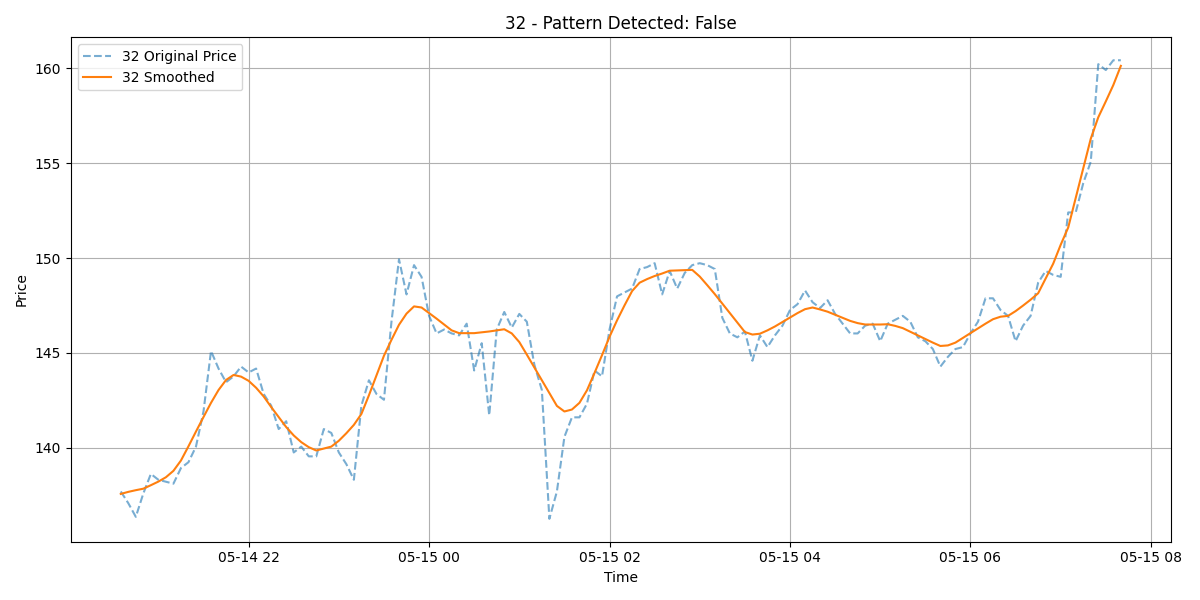 32 - Pattern Detected: False
32 Original Price
32 Smoothed
160
155
150
145
140
Price
05-14 22
05-15 00
05-15 02
05-15 04
05-15 06
05-15 08
Time